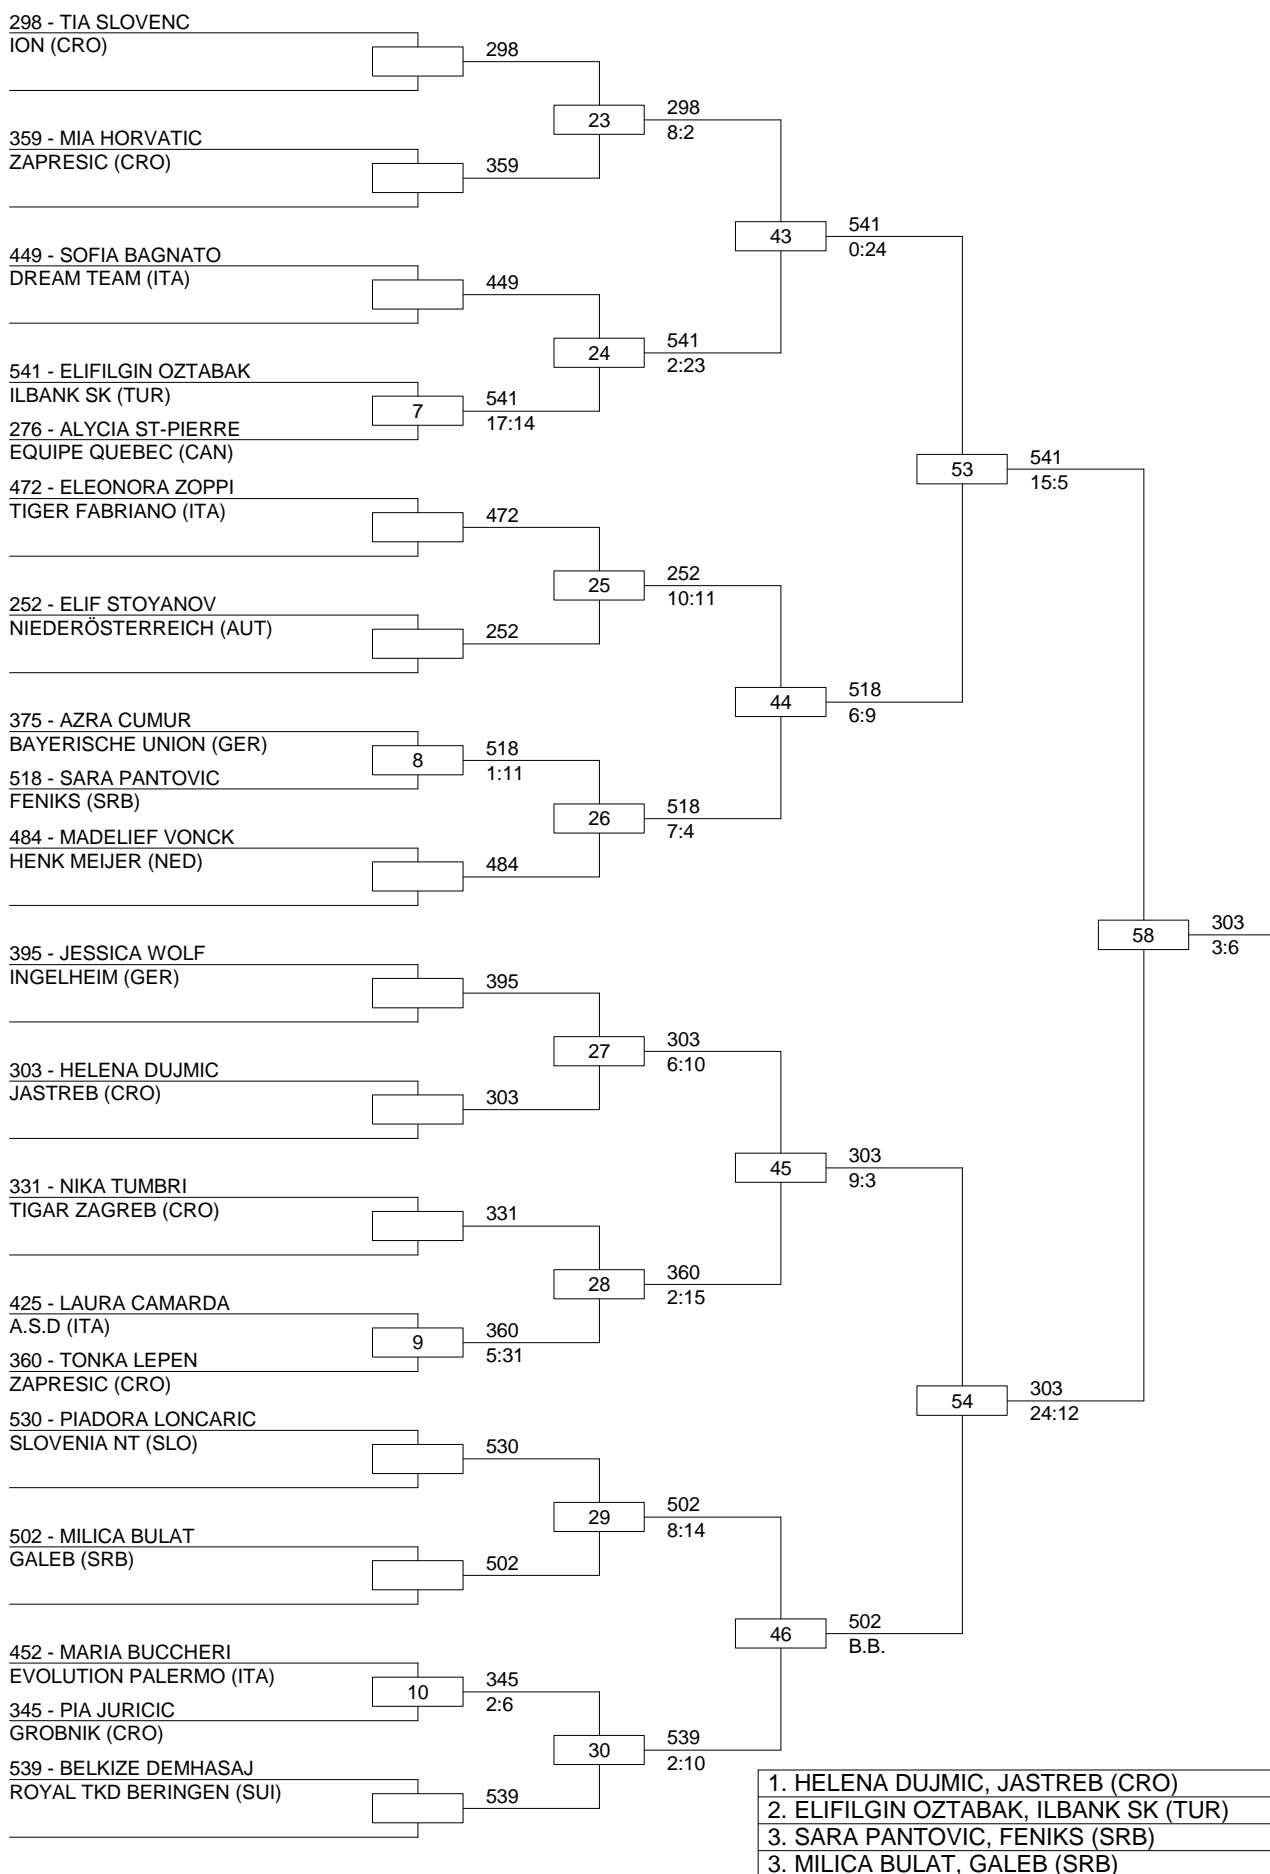 298 - TIA SLOVENC
ION (CRO)
298
23
298
8:2
359 - MIA HORVATIC
ZAPRESIC (CRO)
359
43
541
0:24
449 - SOFIA BAGNATO
DREAM TEAM (ITA)
449
24
541
2:23
541 - ELIFILGIN OZTABAK
ILBANK SK (TUR)
7
541
17:14
276 - ALYCIA ST-PIERRE
EQUIPE QUEBEC (CAN)
53
541
15:5
472 - ELEONORA ZOPPI
TIGER FABRIANO (ITA)
472
25
252
10:11
252 - ELIF STOYANOV
NIEDERÖSTERREICH (AUT)
252
44
518
6:9
375 - AZRA CUMUR
BAYERISCHE UNION (GER)
8
518
1:11
518 - SARA PANTOVIC
FENIKS (SRB)
26
518
7:4
484 - MADELIEF VONCK
HENK MEIJER (NED)
484
58
303
3:6
395 - JESSICA WOLF
INGELHEIM (GER)
395
27
303
6:10
303 - HELENA DUJMIC
JASTREB (CRO)
303
45
303
9:3
331 - NIKA TUMBRI
TIGAR ZAGREB (CRO)
331
28
360
2:15
425 - LAURA CAMARDA
A.S.D (ITA)
9
360
5:31
360 - TONKA LEPEN
ZAPRESIC (CRO)
54
303
24:12
530 - PIADORA LONCARIC
SLOVENIA NT (SLO)
530
29
502
8:14
502 - MILICA BULAT
GALEB (SRB)
502
46
502
B.B.
452 - MARIA BUCCHERI
EVOLUTION PALERMO (ITA)
10
345
2:6
345 - PIA JURICIC
GROBNIK (CRO)
30
539
2:10
539 - BELKIZE DEMHASAJ
ROYAL TKD BERINGEN (SUI)
539
1. HELENA DUJMIC, JASTREB (CRO)
2. ELIFILGIN OZTABAK, ILBANK SK (TUR)
3. SARA PANTOVIC, FENIKS (SRB)
3. MILICA BULAT, GALEB (SRB)